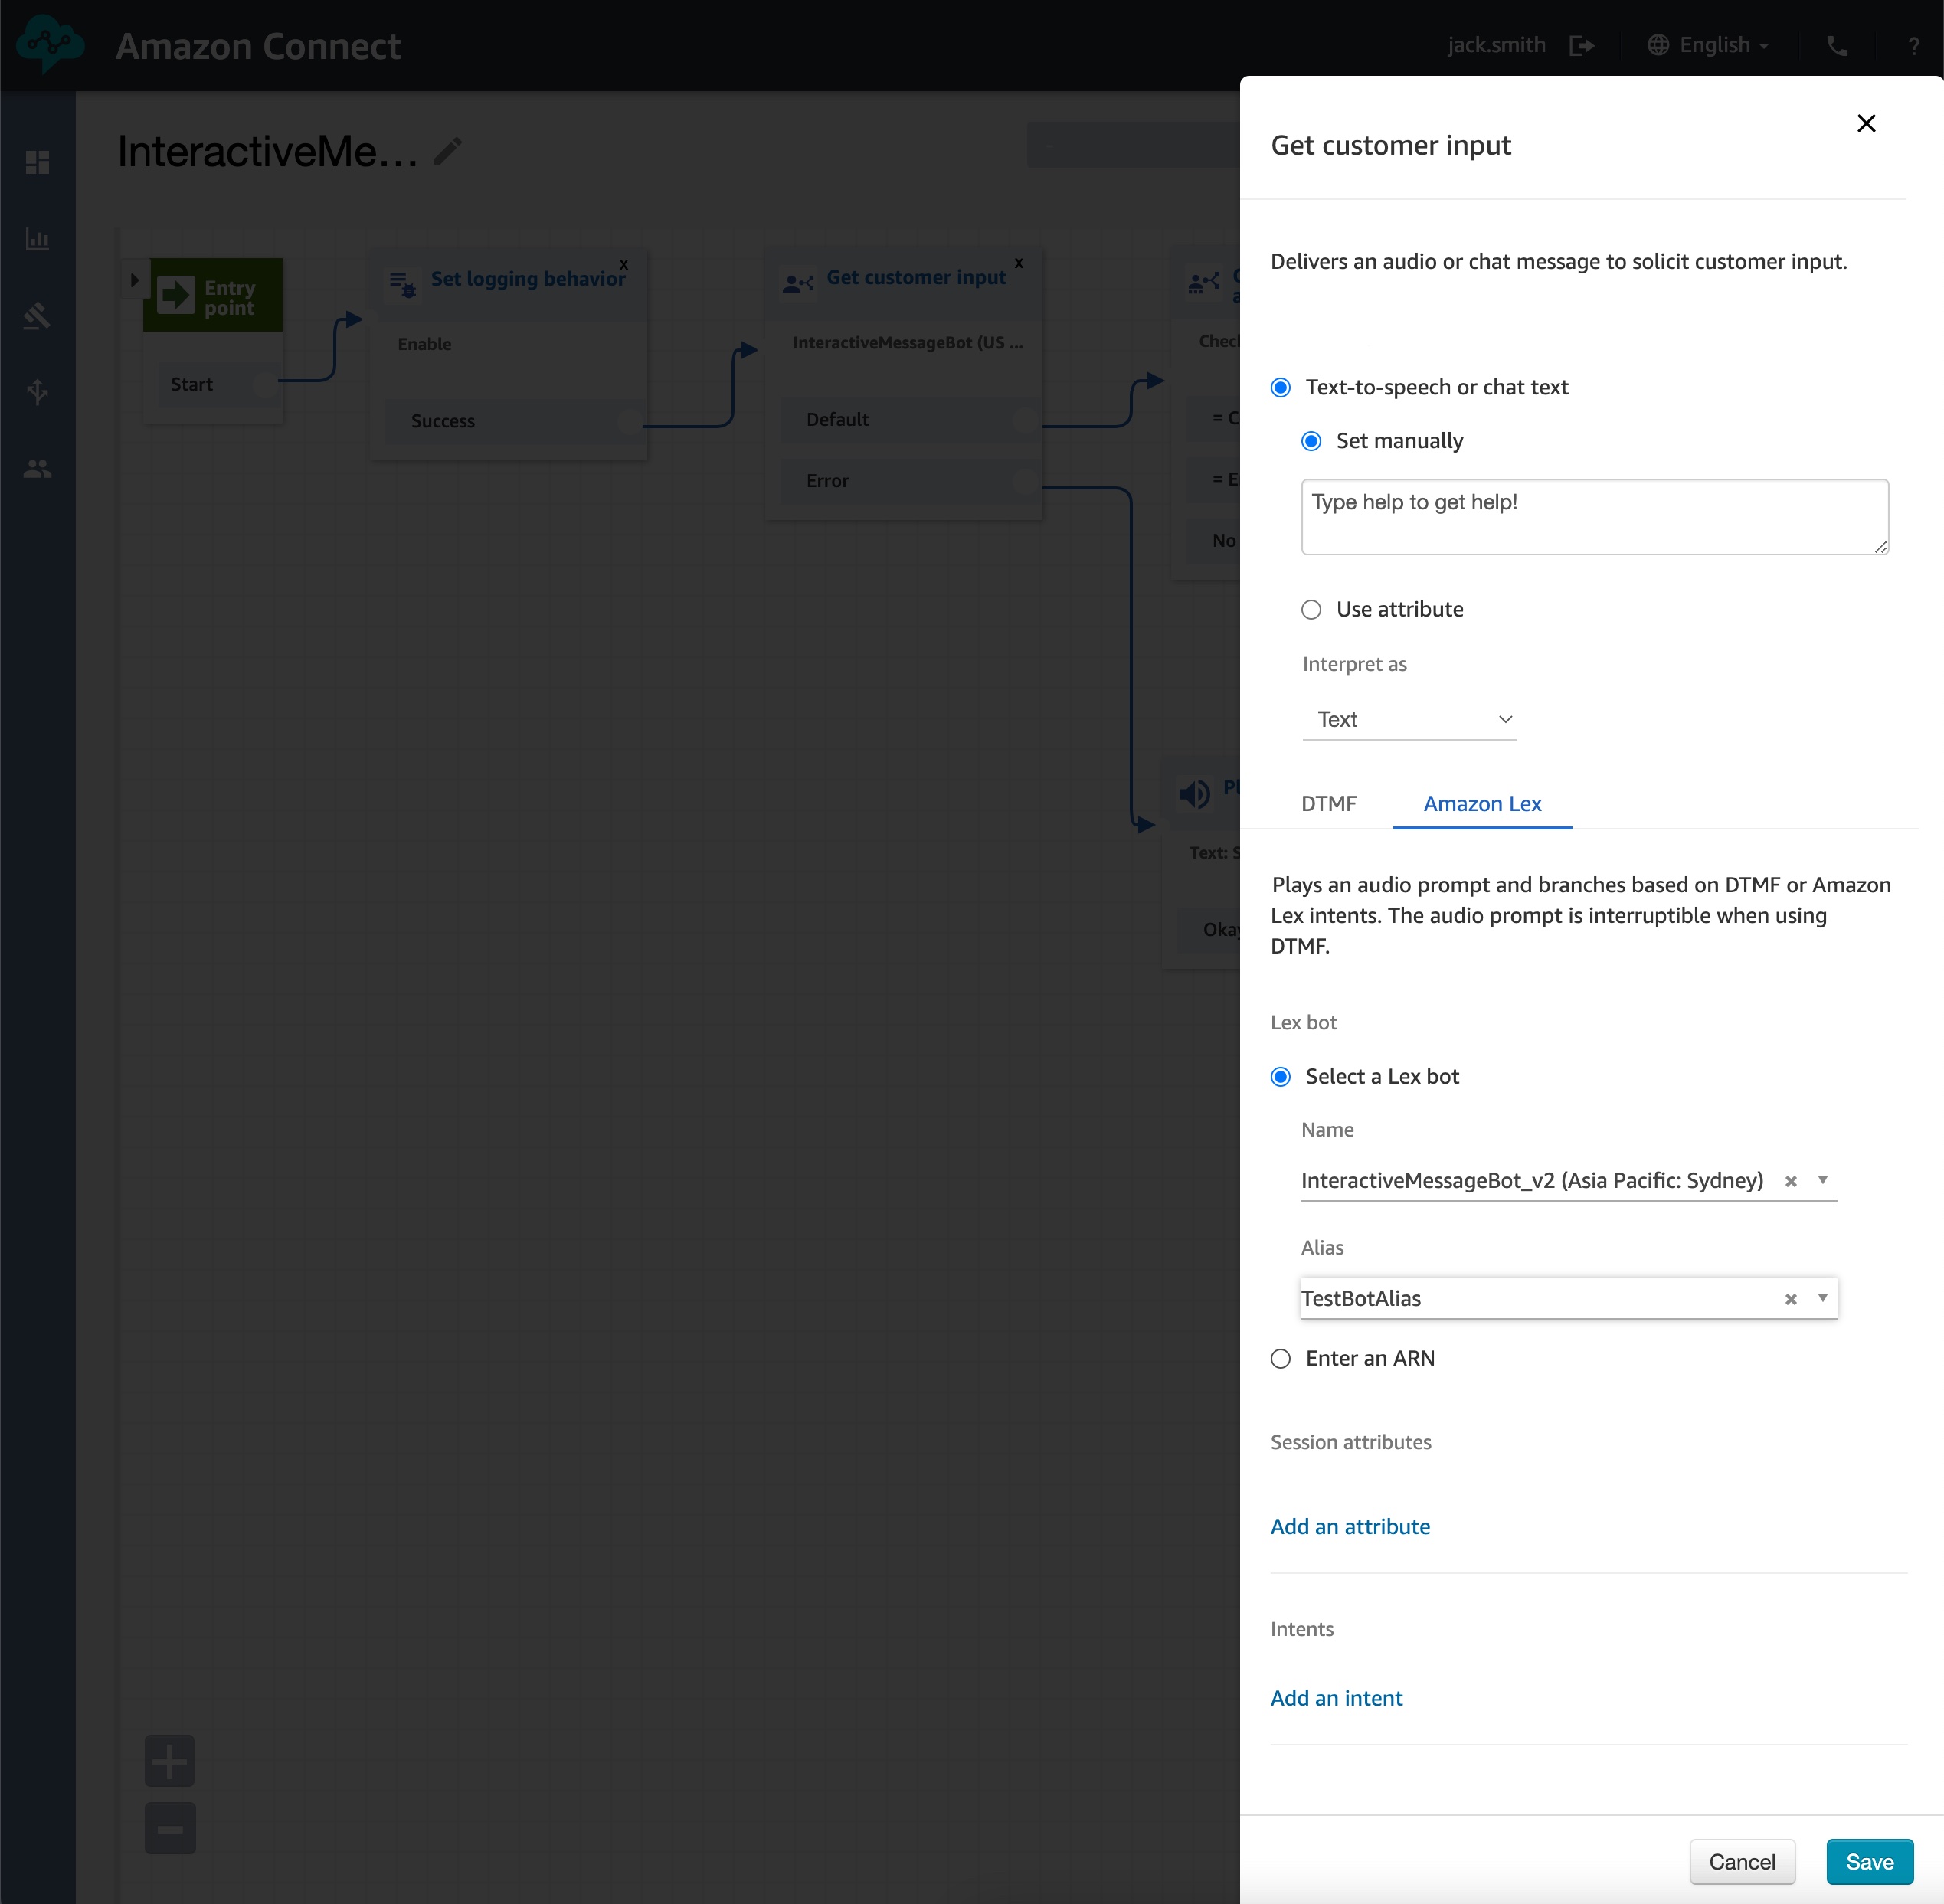 Amazon Connect
jack.smith
English
?
InteractiveMe...
Entry
point
Start
Set logging behavior
x
Enable
Success
Get customer input
x
InteractiveMessageBot (US ...
Default
Error
= C
= E
No
Text:
Get customer input
Delivers an audio or chat message to solicit customer input.
Text-to-speech or chat text
Set manually
Type help to get help!
Use attribute
Interpret as
Text
DTMF
Amazon Lex
Plays an audio prompt and branches based on DTMF or Amazon
Lex intents. The audio prompt is interruptible when using
DTMF.
Lex bot
Select a Lex bot
Name
InteractiveMessageBot_v2 (Asia Pacific: Sydney)
Alias
TestBotAlias
Enter an ARN
Session attributes
Add an attribute
Intents
Add an intent
Cancel
Save